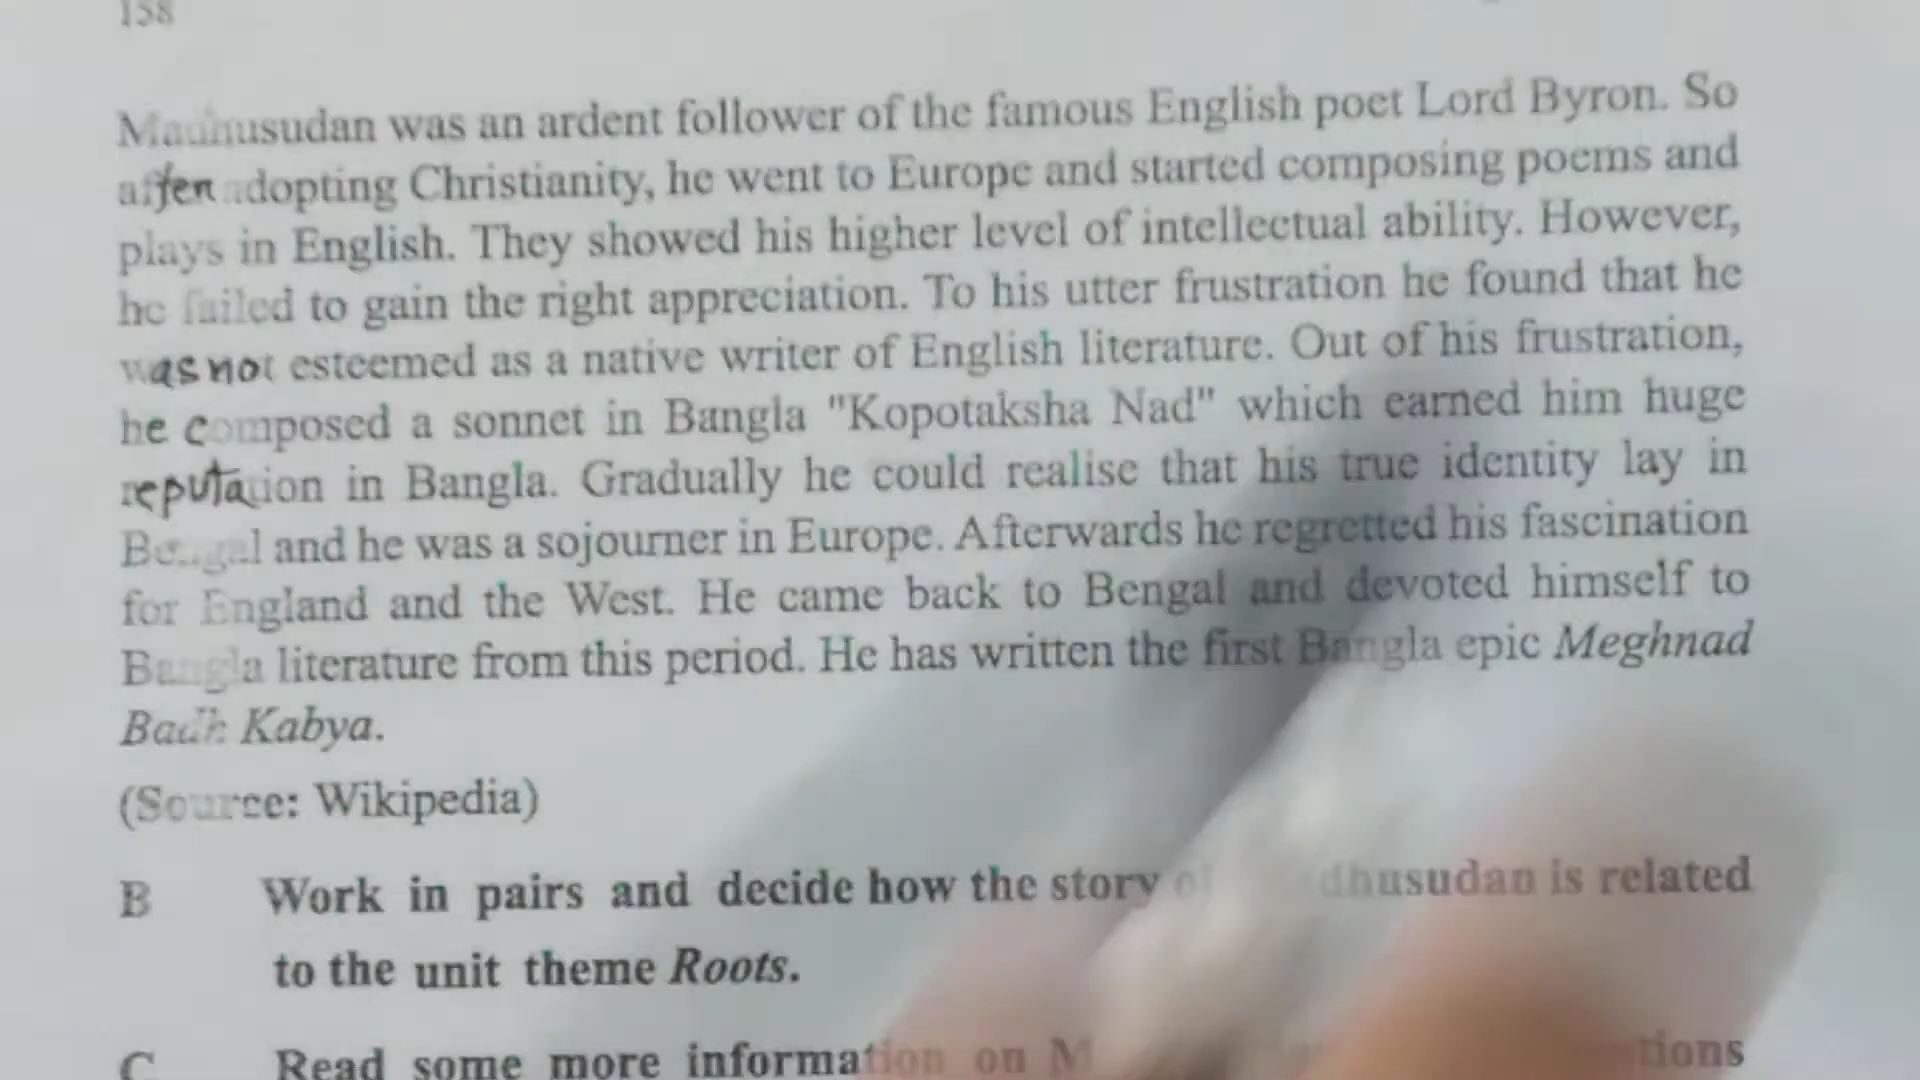 158
Madhusudan was an ardent follower of the famous English poet Lord Byron. So
after adopting Christianity, he went to Europe and started composing poems and
plays in English. They showed his higher level of intellectual ability. However,
he failed to gain the right appreciation. To his utter frustration he found that he
was not esteemed as a native writer of English literature. Out of his frustration,
he composed a sonnet in Bangla "Kopotaksha Nad" which earned him huge
reputation in Bangla. Gradually he could realise that his true identity lay in
Bengal and he was a sojourner in Europe. Afterwards he regretted his fascination
for England and the West. He came back to Bengal and devoted himself to
Bangla literature from this period. He has written the first Bangla epic Meghnad
Badh Kabya.
(Source: Wikipedia)
B Work in pairs and decide how the story of Madhusudan is related
to the unit theme Roots.
C Read some more information on